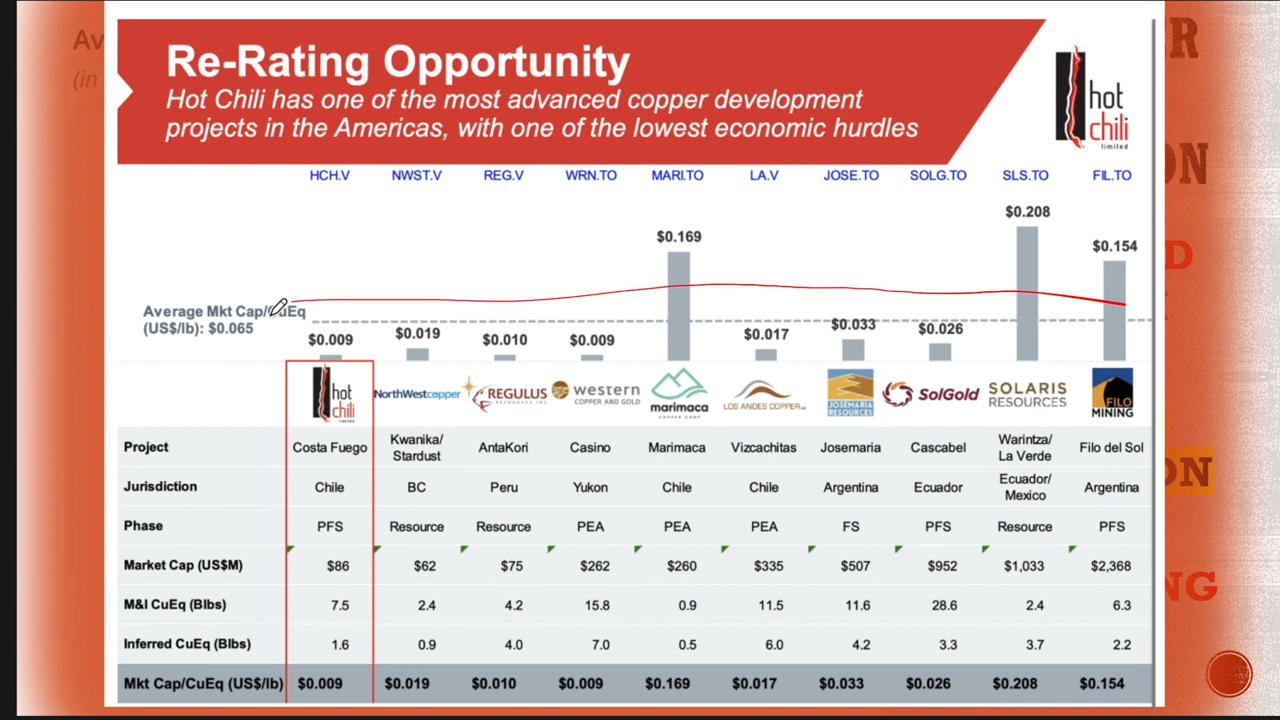 Re-Rating Opportunity
Hot Chili has one of the most advanced copper development
projects in the Americas, with one of the lowest economic hurdles
hot
chili
limited
Av
(in
R
ON
D
ON
NG
HCH.V NWST.V REG.V WRN.TO MARI.TO LA.V JOSE.TO SOLG.TO SLS.TO FIL.TO
$0.009 $0.019 $0.010 $0.009 $0.169 $0.017 $0.033 $0.026 $0.208 $0.154
Average Mkt Cap/CuEq
(US$/lb): $0.065
hot
chili
limited
NorthWestcopper
REGULUS
RESOURCES INC
western
COPPER AND GOLD
marimaca
COPPER CORP
LOS ANDES COPPER
JOSEMARIA
RESOURCES
SolGold
SOLARIS
RESOURCES
FILO
MINING
Project Costa Fuego Kwanika/ Stardust AntaKori Casino Marimaca Vizcachitas Josemaria Cascabel Warintza/ La Verde Filo del Sol
Jurisdiction Chile BC Peru Yukon Chile Chile Argentina Ecuador Ecuador/ Mexico Argentina
Phase PFS Resource Resource PEA PEA PEA FS PFS Resource PFS
Market Cap (US$M) $86 $62 $75 $262 $260 $335 $507 $952 $1,033 $2,368
M&I CuEq (Blbs) 7.5 2.4 4.2 15.8 0.9 11.5 11.6 28.6 2.4 6.3
Inferred CuEq (Blbs) 1.6 0.9 4.0 7.0 0.5 6.0 4.2 3.3 3.7 2.2
Mkt Cap/CuEq (US$/lb) $0.009 $0.019 $0.010 $0.009 $0.169 $0.017 $0.033 $0.026 $0.208 $0.154